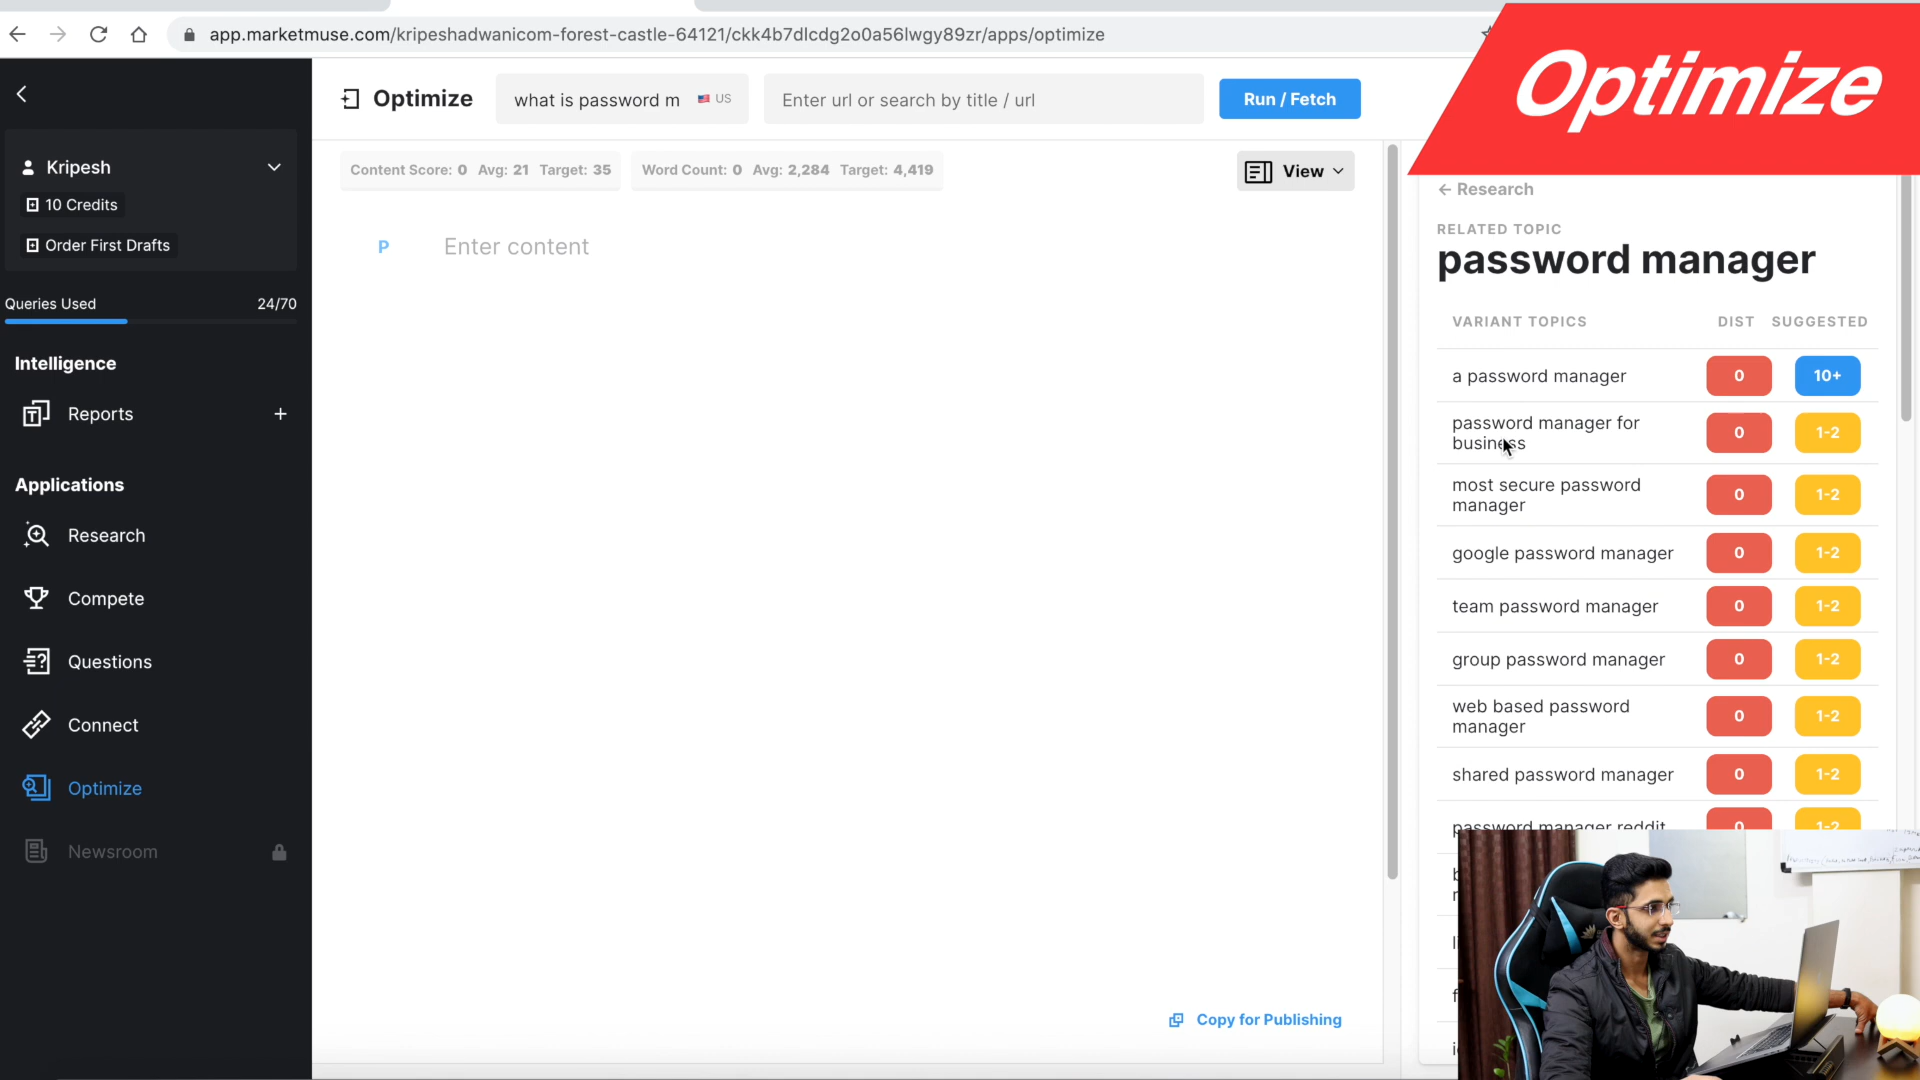 app.marketmuse.com/kripeshadwanicom-forest-castle-64121/ckk4b7dlcdg2o0a56lwgy89zr/apps/optimize
Optimize
Kripesh
10 Credits
Order First Drafts
Queries Used 24/70
Intelligence
Reports +
Applications
Research
Compete
Questions
Connect
Optimize
Newsroom
Optimize
what is password m US
Enter url or search by title / url
Run / Fetch
Content Score: 0 Avg: 21 Target: 35
Word Count: 0 Avg: 2,284 Target: 4,419
View
P Enter content
Copy for Publishing
← Research
RELATED TOPIC
password manager
VARIANT TOPICS DIST SUGGESTED
a password manager 0 10+
password manager for
business 0 1-2
most secure password
manager 0 1-2
google password manager 0 1-2
team password manager 0 1-2
group password manager 0 1-2
web based password
manager 0 1-2
shared password manager 0 1-2
password manager reddit 0 1-2